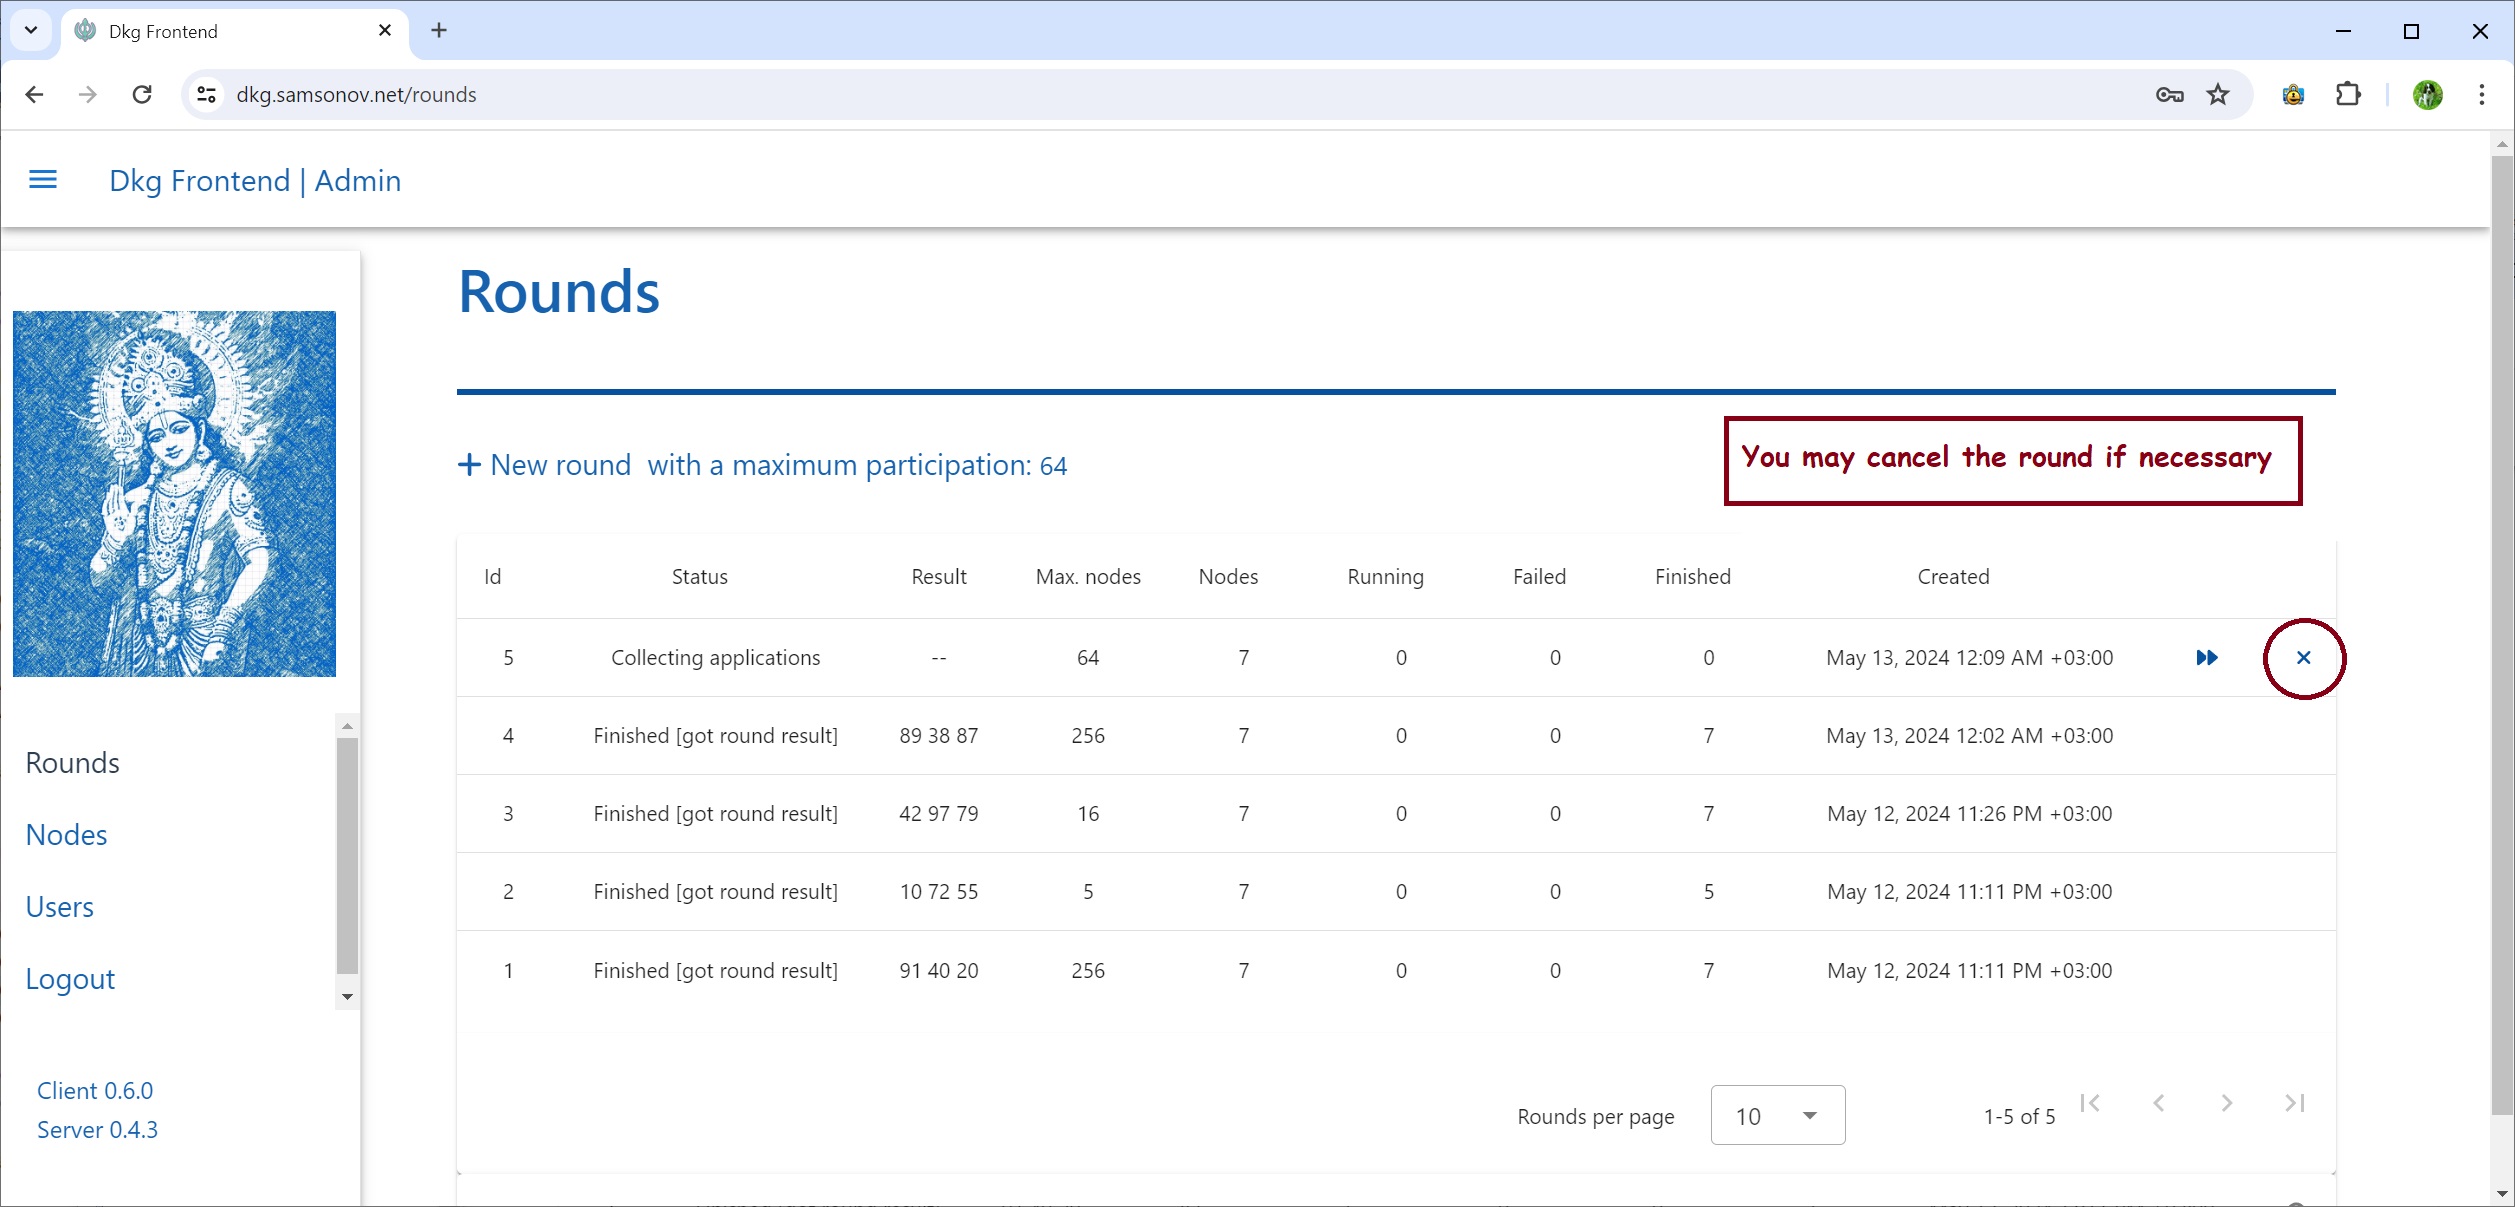 Dkg Frontend
dkg.samsonov.net/rounds
Dkg Frontend | Admin
Rounds
New round with a maximum participation: 64
You may cancel the round if necessary
Id Status Result Max. nodes Nodes Running Failed Finished Created
5 Collecting applications -- 64 7 0 0 0 May 13, 2024 12:09 AM +03:00
4 Finished [got round result] 89 38 87 256 7 0 0 7 May 13, 2024 12:02 AM +03:00
3 Finished [got round result] 42 97 79 16 7 0 0 7 May 12, 2024 11:26 PM +03:00
2 Finished [got round result] 10 72 55 5 7 0 0 5 May 12, 2024 11:11 PM +03:00
1 Finished [got round result] 91 40 20 256 7 0 0 7 May 12, 2024 11:11 PM +03:00
Rounds per page 10 1-5 of 5
Rounds
Nodes
Users
Logout
Client 0.6.0
Server 0.4.3